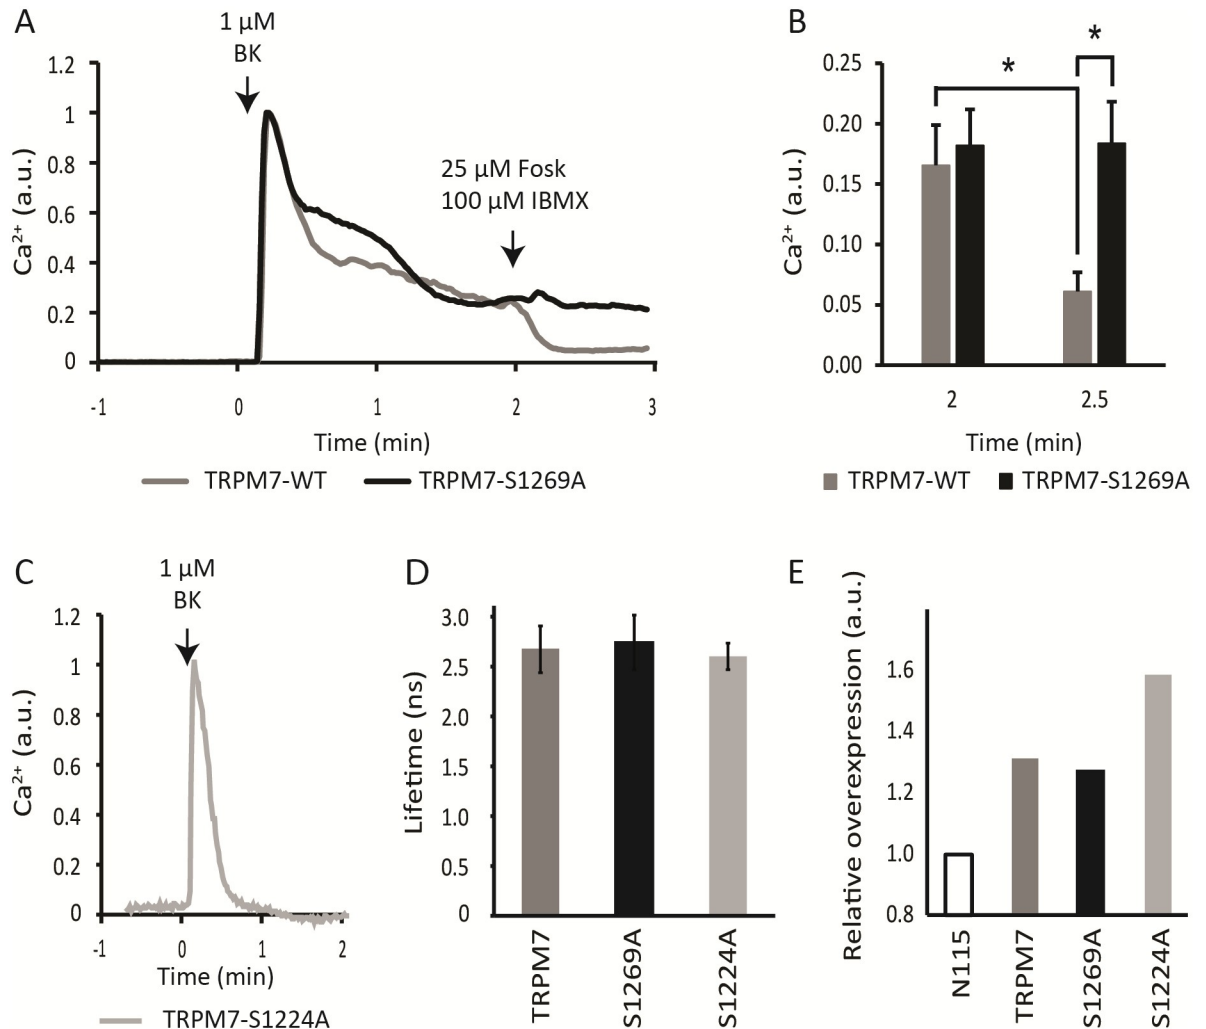 A
1 µM
BK
Ca²⁺ (a.u.)
1.2
1
0.8
0.6
0.4
0.2
0
25 µM Fosk
100 µM IBMX
-1
0
1
2
3
Time (min)
TRPM7-WT
TRPM7-S1269A
B
Ca²⁺ (a.u.)
0.25
0.20
0.15
0.10
0.05
0.00
*
*
2
2.5
Time (min)
TRPM7-WT
TRPM7-S1269A
C
1 µM
BK
Ca²⁺ (a.u.)
1.2
1
0.8
0.6
0.4
0.2
0
-1
0
1
2
Time (min)
TRPM7-S1224A
D
Lifetime (ns)
3.0
2.5
2.0
1.5
1.0
0.5
0
TRPM7
S1269A
S1224A
E
Relative overexpression (a.u.)
1.6
1.4
1.2
1.0
0.8
N115
TRPM7
S1269A
S1224A